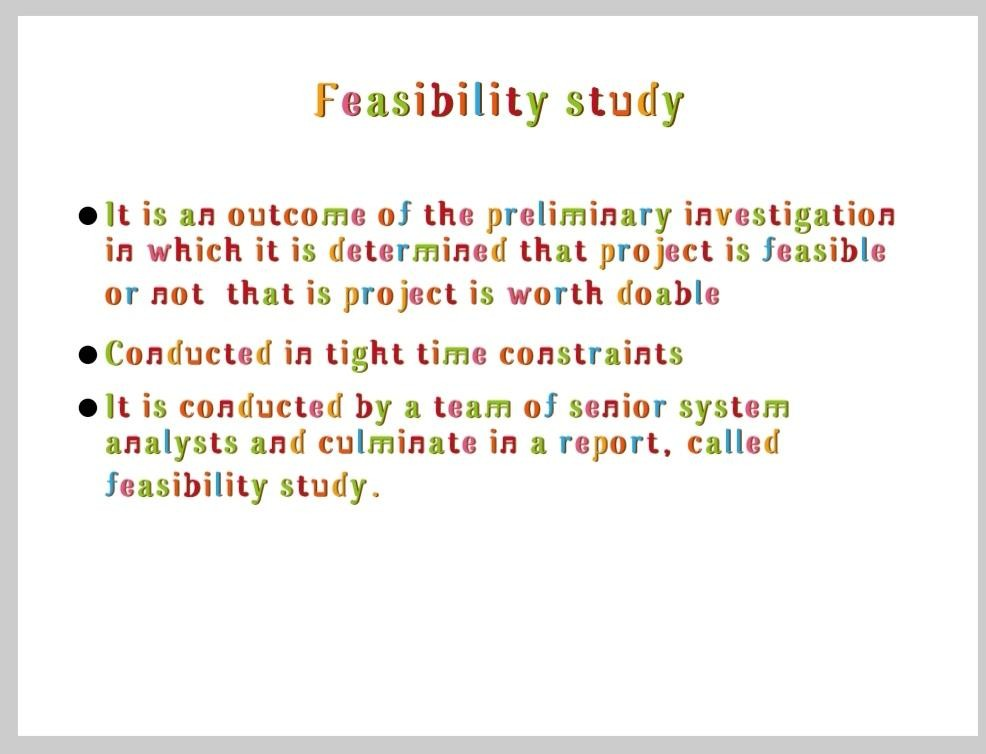 Feasibility study
●It is an outcome of the preliminary investigation
in which it is determined that project is feasible
or not  that is project is worth doable
●Conducted in tight time constraints
●It is conducted by a team of senior system
analysts and culminate in a report, called
feasibility study.